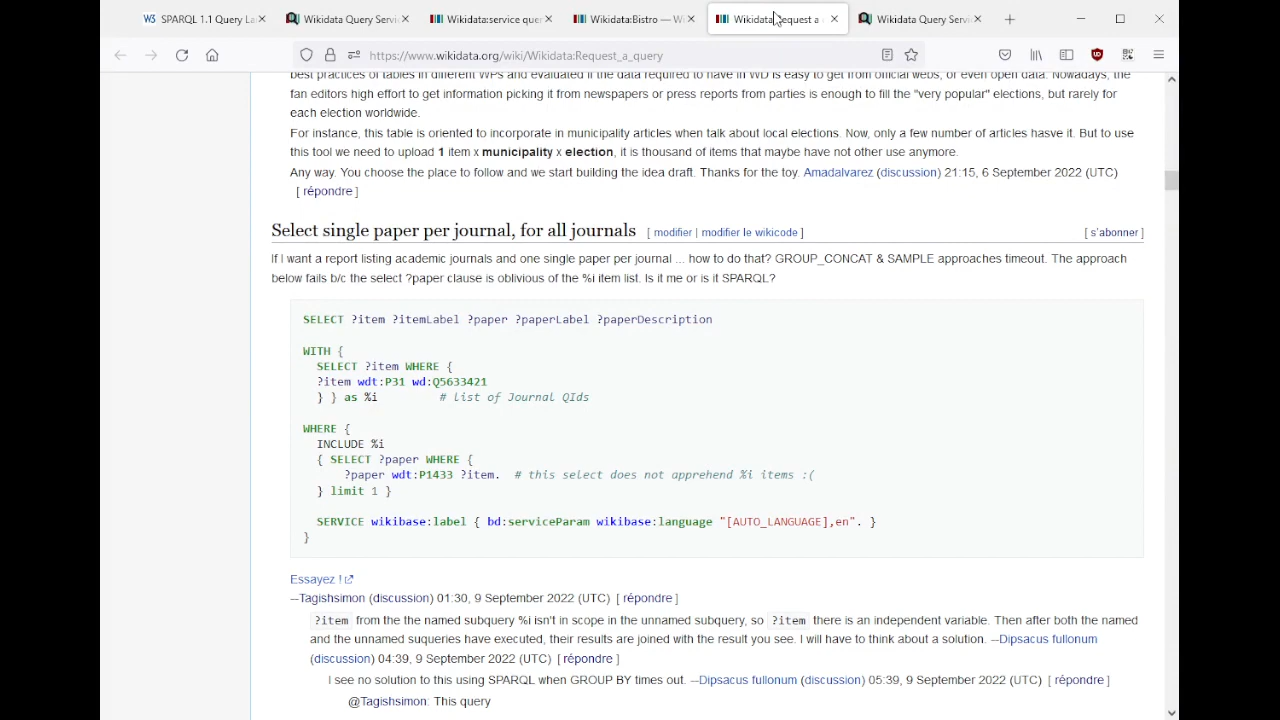 SPARQL 1.1 Query La
Wikidata Query Servi
Wikidata:service que
Wikidata:Bistro — Wi
Wikidata:Request a
Wikidata Query Servi
https://www.wikidata.org/wiki/Wikidata:Request_a_query
best practices of tables in different WPs and evaluated if the data required to have in WD is easy to get from official webs, or even open data. Nowadays, the
fan editors high effort to get information picking it from newspapers or press reports from parties is enough to fill the "very popular" elections, but rarely for
each election worldwide.
For instance, this table is oriented to incorporate in municipality articles when talk about local elections. Now, only a few number of articles hasve it. But to use
this tool we need to upload 1 item x municipality x election, it is thousand of items that maybe have not other use anymore.
Any way. You choose the place to follow and we start building the idea draft. Thanks for the toy. Amadalvarez (discussion) 21:15, 6 September 2022 (UTC)
[ répondre ]
Select single paper per journal, for all journals [ modifier | modifier le wikicode ] [ s'abonner ]
If I want a report listing academic journals and one single paper per journal ... how to do that? GROUP_CONCAT & SAMPLE approaches timeout. The approach
below fails b/c the select ?paper clause is oblivious of the %i item list. Is it me or is it SPARQL?
SELECT ?item ?itemLabel ?paper ?paperLabel ?paperDescription
WITH {
SELECT ?item WHERE {
?item wdt:P31 wd:Q5633421
} } as %i # list of Journal QIds
WHERE {
INCLUDE %i
{ SELECT ?paper WHERE {
?paper wdt:P1433 ?item. # this select does not apprehend %i items :(
} limit 1 }
SERVICE wikibase:label { bd:serviceParam wikibase:language "[AUTO_LANGUAGE],en". }
}
Essayez !
--Tagishsimon (discussion) 01:30, 9 September 2022 (UTC) [ répondre ]
?item from the the named subquery %i isn't in scope in the unnamed subquery, so ?item there is an independent variable. Then after both the named
and the unnamed suqueries have executed, their results are joined with the result you see. I will have to think about a solution. --Dipsacus fullonum
(discussion) 04:39, 9 September 2022 (UTC) [ répondre ]
I see no solution to this using SPARQL when GROUP BY times out. --Dipsacus fullonum (discussion) 05:39, 9 September 2022 (UTC) [ répondre ]
@Tagishsimon: This query